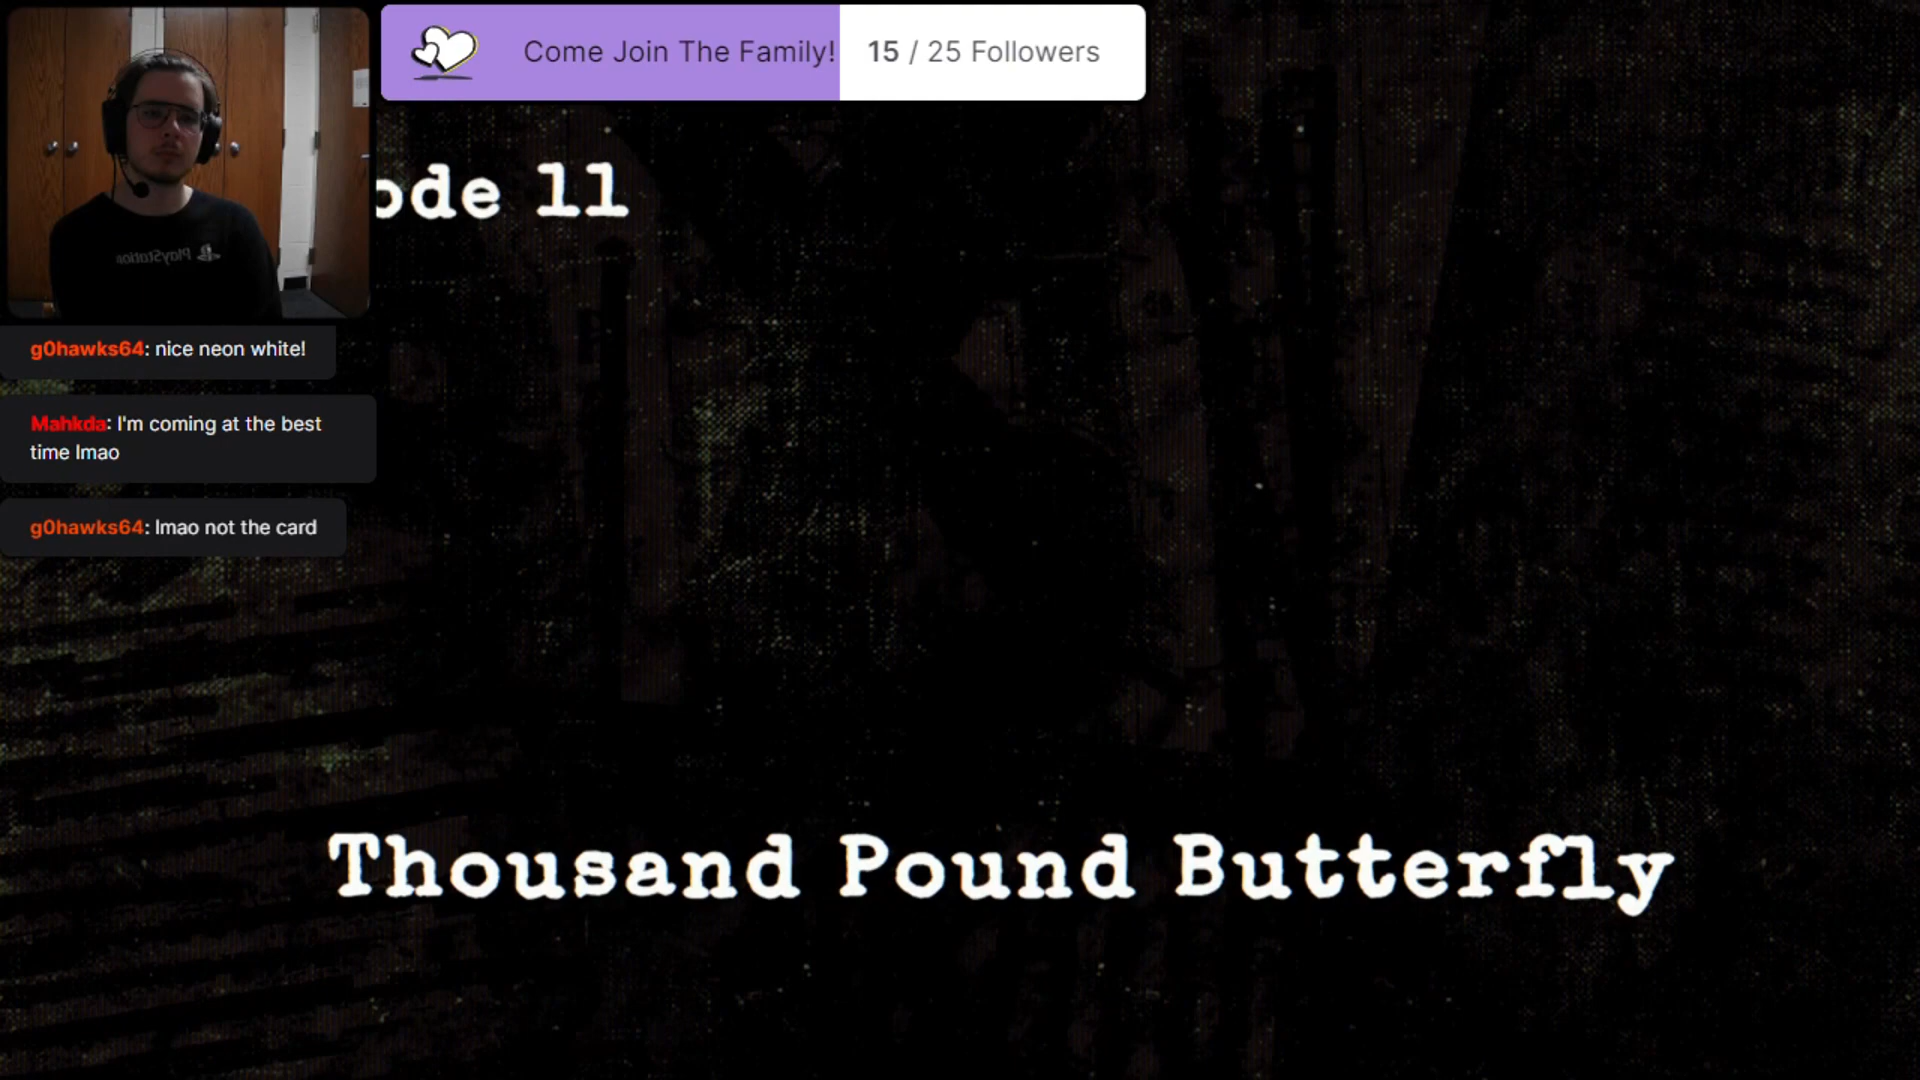 Come Join The Family!
15 / 25 Followers
ode 11
PlayStation
g0hawks64: nice neon white!
Mahkda: I'm coming at the best
time lmao
g0hawks64: lmao not the card
Thousand Pound Butterfly